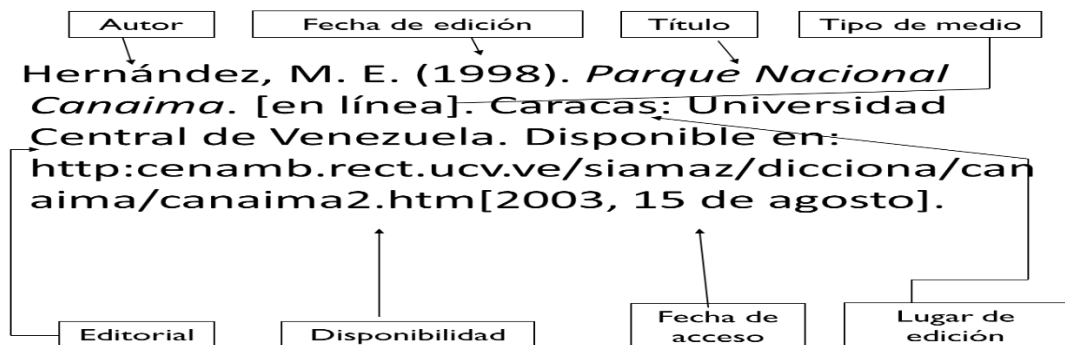 Autor Fecha de edición Título Tipo de medio
Hernández, M. E. (1998). Parque Nacional
Canaima. [en línea]. Caracas: Universidad
Central de Venezuela. Disponible en:
http:cenamb.rect.ucv.ve/siamaz/dicciona/can
aima/canaima2.htm[2003, 15 de agosto].
Editorial Disponibilidad Fecha de acceso Lugar de edición